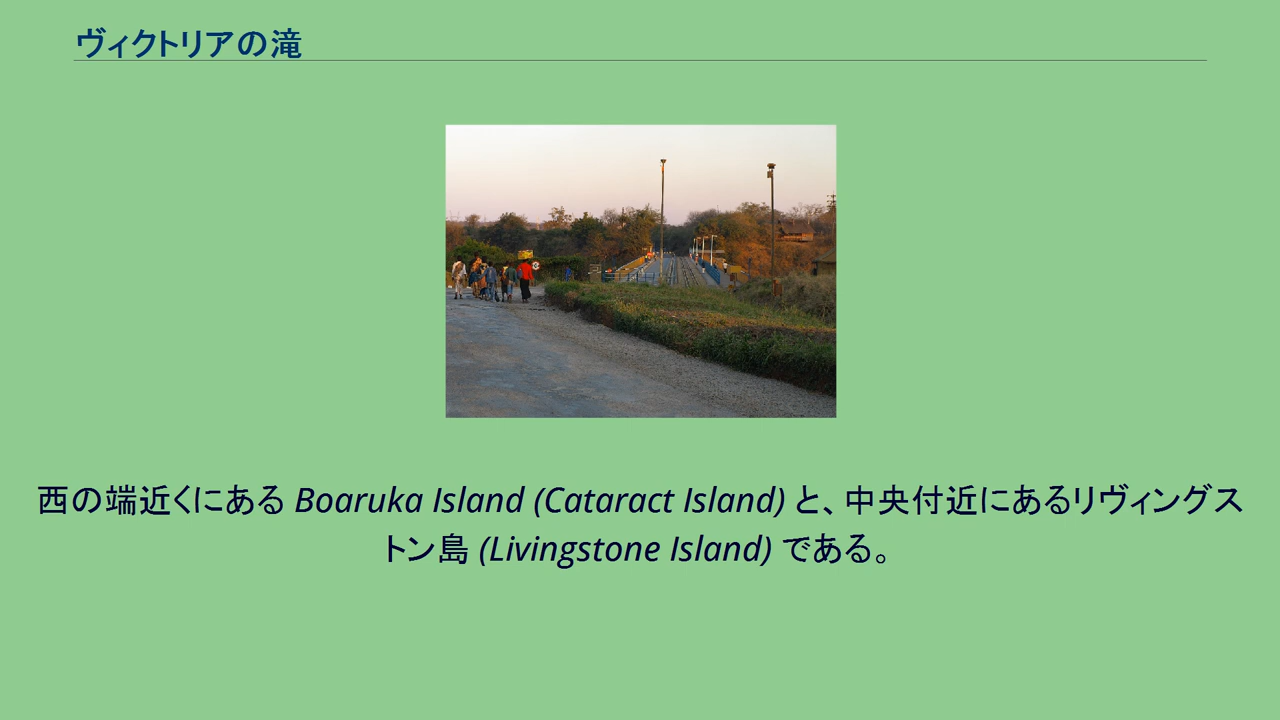 ヴィクトリアの滝
西の端近くにある Boaruka Island (Cataract Island) と、中央付近にあるリヴィングス
トン島 (Livingstone Island) である。